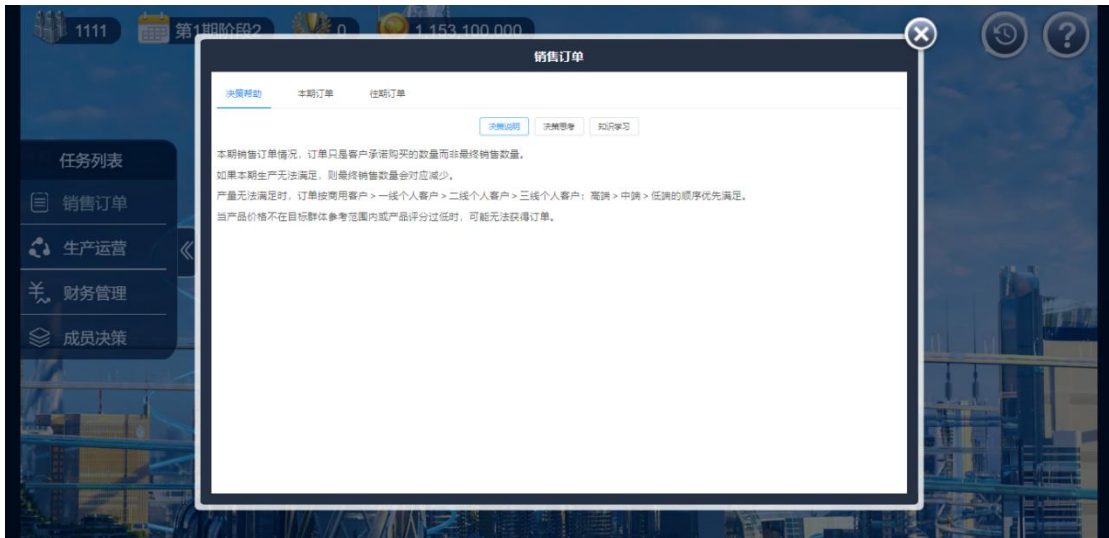 1111
第1期阶段2
0
1,153,100,000
销售订单
决策帮助
本期订单
往期订单
决策说明
决策思考
知识学习
本期销售订单情况，订单只是客户承诺购买的数量而非最终销售数量。
如果本期生产无法满足，则最终销售数量会对应减少。
产量无法满足时，订单按商用客户>一线个人客户>二线个人客户>三线个人客户；高端>中端>低端的顺序优先满足。
当产品价格不在目标群体参考范围内或产品评分过低时，可能无法获得订单。
任务列表
销售订单
生产运营
财务管理
成员决策